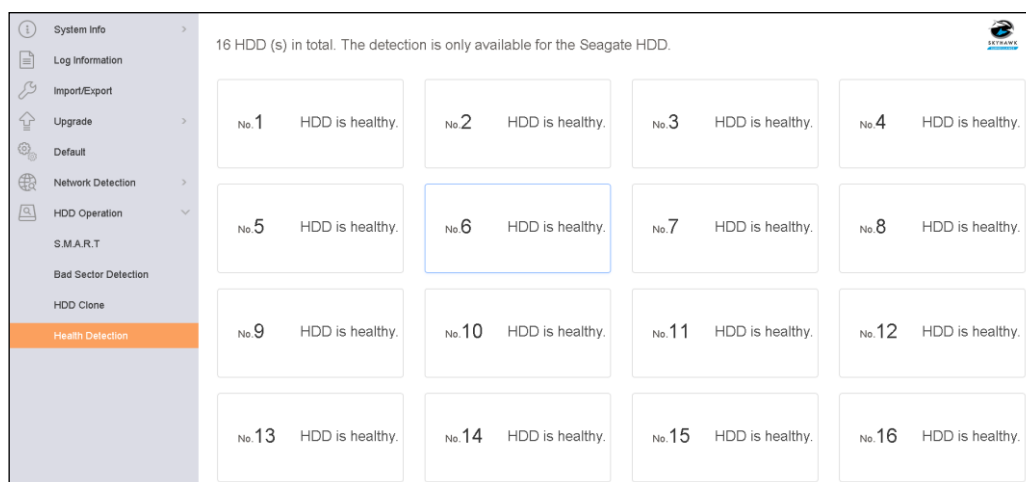 System Info
Log Information
Import/Export
Upgrade
Default
Network Detection
HDD Operation
S.M.A.R.T
Bad Sector Detection
HDD Clone
Health Detection
16 HDD (s) in total. The detection is only available for the Seagate HDD.
SKYHAWK
No.1 HDD is healthy.
No.2 HDD is healthy.
No.3 HDD is healthy.
No.4 HDD is healthy.
No.5 HDD is healthy.
No.6 HDD is healthy.
No.7 HDD is healthy.
No.8 HDD is healthy.
No.9 HDD is healthy.
No.10 HDD is healthy.
No.11 HDD is healthy.
No.12 HDD is healthy.
No.13 HDD is healthy.
No.14 HDD is healthy.
No.15 HDD is healthy.
No.16 HDD is healthy.